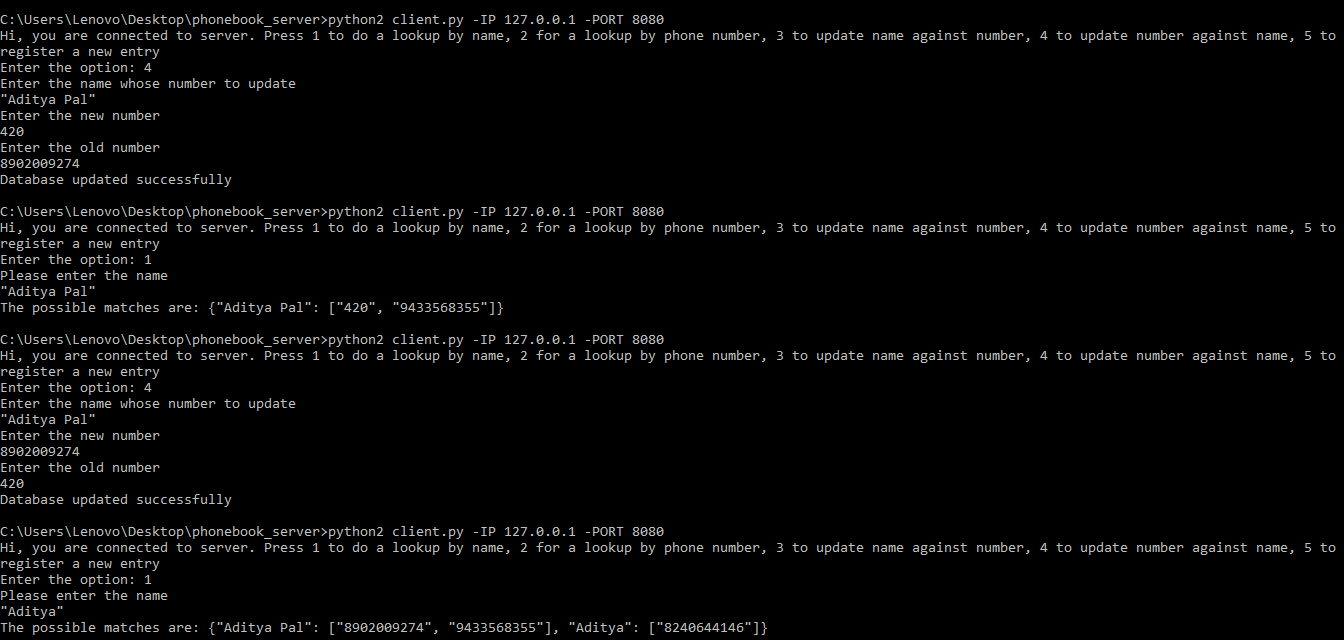 C:\Users\Lenovo\Desktop\phonebook_server>python2 client.py -IP 127.0.0.1 -PORT 8080
Hi, you are connected to server. Press 1 to do a lookup by name, 2 for a lookup by phone number, 3 to update name against number, 4 to update number against name, 5 to
register a new entry
Enter the option: 4
Enter the name whose number to update
"Aditya Pal"
Enter the new number
420
Enter the old number
8902009274
Database updated successfully
C:\Users\Lenovo\Desktop\phonebook_server>python2 client.py -IP 127.0.0.1 -PORT 8080
Hi, you are connected to server. Press 1 to do a lookup by name, 2 for a lookup by phone number, 3 to update name against number, 4 to update number against name, 5 to
register a new entry
Enter the option: 1
Please enter the name
"Aditya Pal"
The possible matches are: {"Aditya Pal": ["420", "9433568355"]}
C:\Users\Lenovo\Desktop\phonebook_server>python2 client.py -IP 127.0.0.1 -PORT 8080
Hi, you are connected to server. Press 1 to do a lookup by name, 2 for a lookup by phone number, 3 to update name against number, 4 to update number against name, 5 to
register a new entry
Enter the option: 4
Enter the name whose number to update
"Aditya Pal"
Enter the new number
8902009274
Enter the old number
420
Database updated successfully
C:\Users\Lenovo\Desktop\phonebook_server>python2 client.py -IP 127.0.0.1 -PORT 8080
Hi, you are connected to server. Press 1 to do a lookup by name, 2 for a lookup by phone number, 3 to update name against number, 4 to update number against name, 5 to
register a new entry
Enter the option: 1
Please enter the name
"Aditya"
The possible matches are: {"Aditya Pal": ["8902009274", "9433568355"], "Aditya": ["8240644146"]}